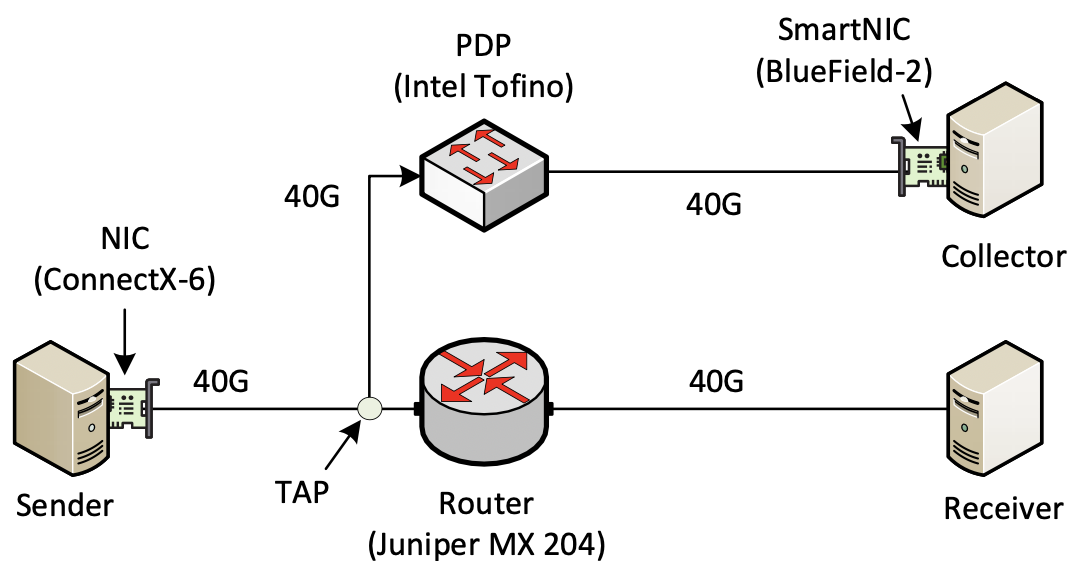 SmartNIC
(BlueField-2)
PDP
(Intel Tofino)
40G
40G
Collector
NIC
(ConnectX-6)
40G
40G
Sender
TAP
Router
(Juniper MX 204)
Receiver